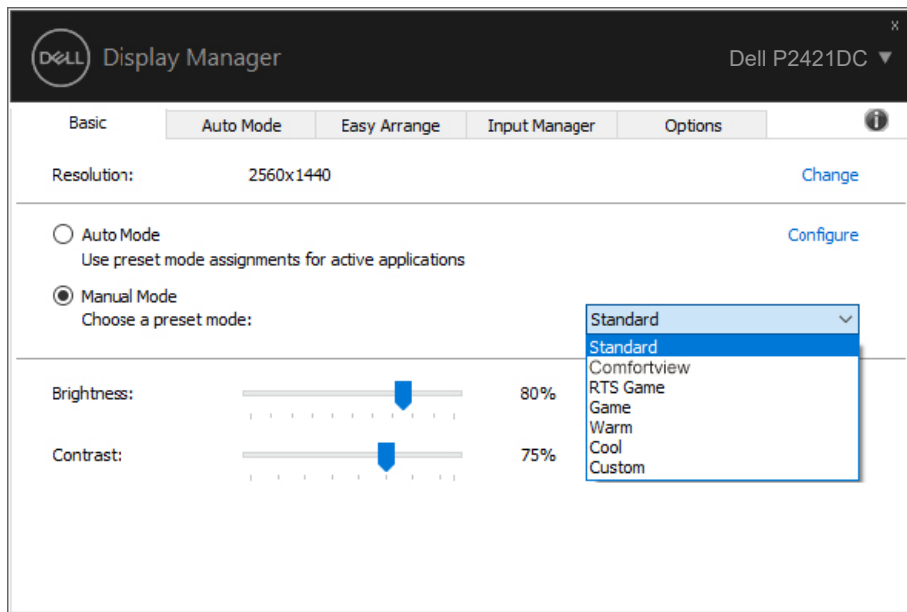 x
DELL Display Manager
Dell P2421DC ▼
Basic
Auto Mode
Easy Arrange
Input Manager
Options
i
Resolution:
2560x1440
Change
Auto Mode
Configure
Use preset mode assignments for active applications
Manual Mode
Choose a preset mode:
Standard
Standard
Comfortview
RTS Game
Game
Warm
Cool
Custom
Brightness:
80%
Contrast:
75%